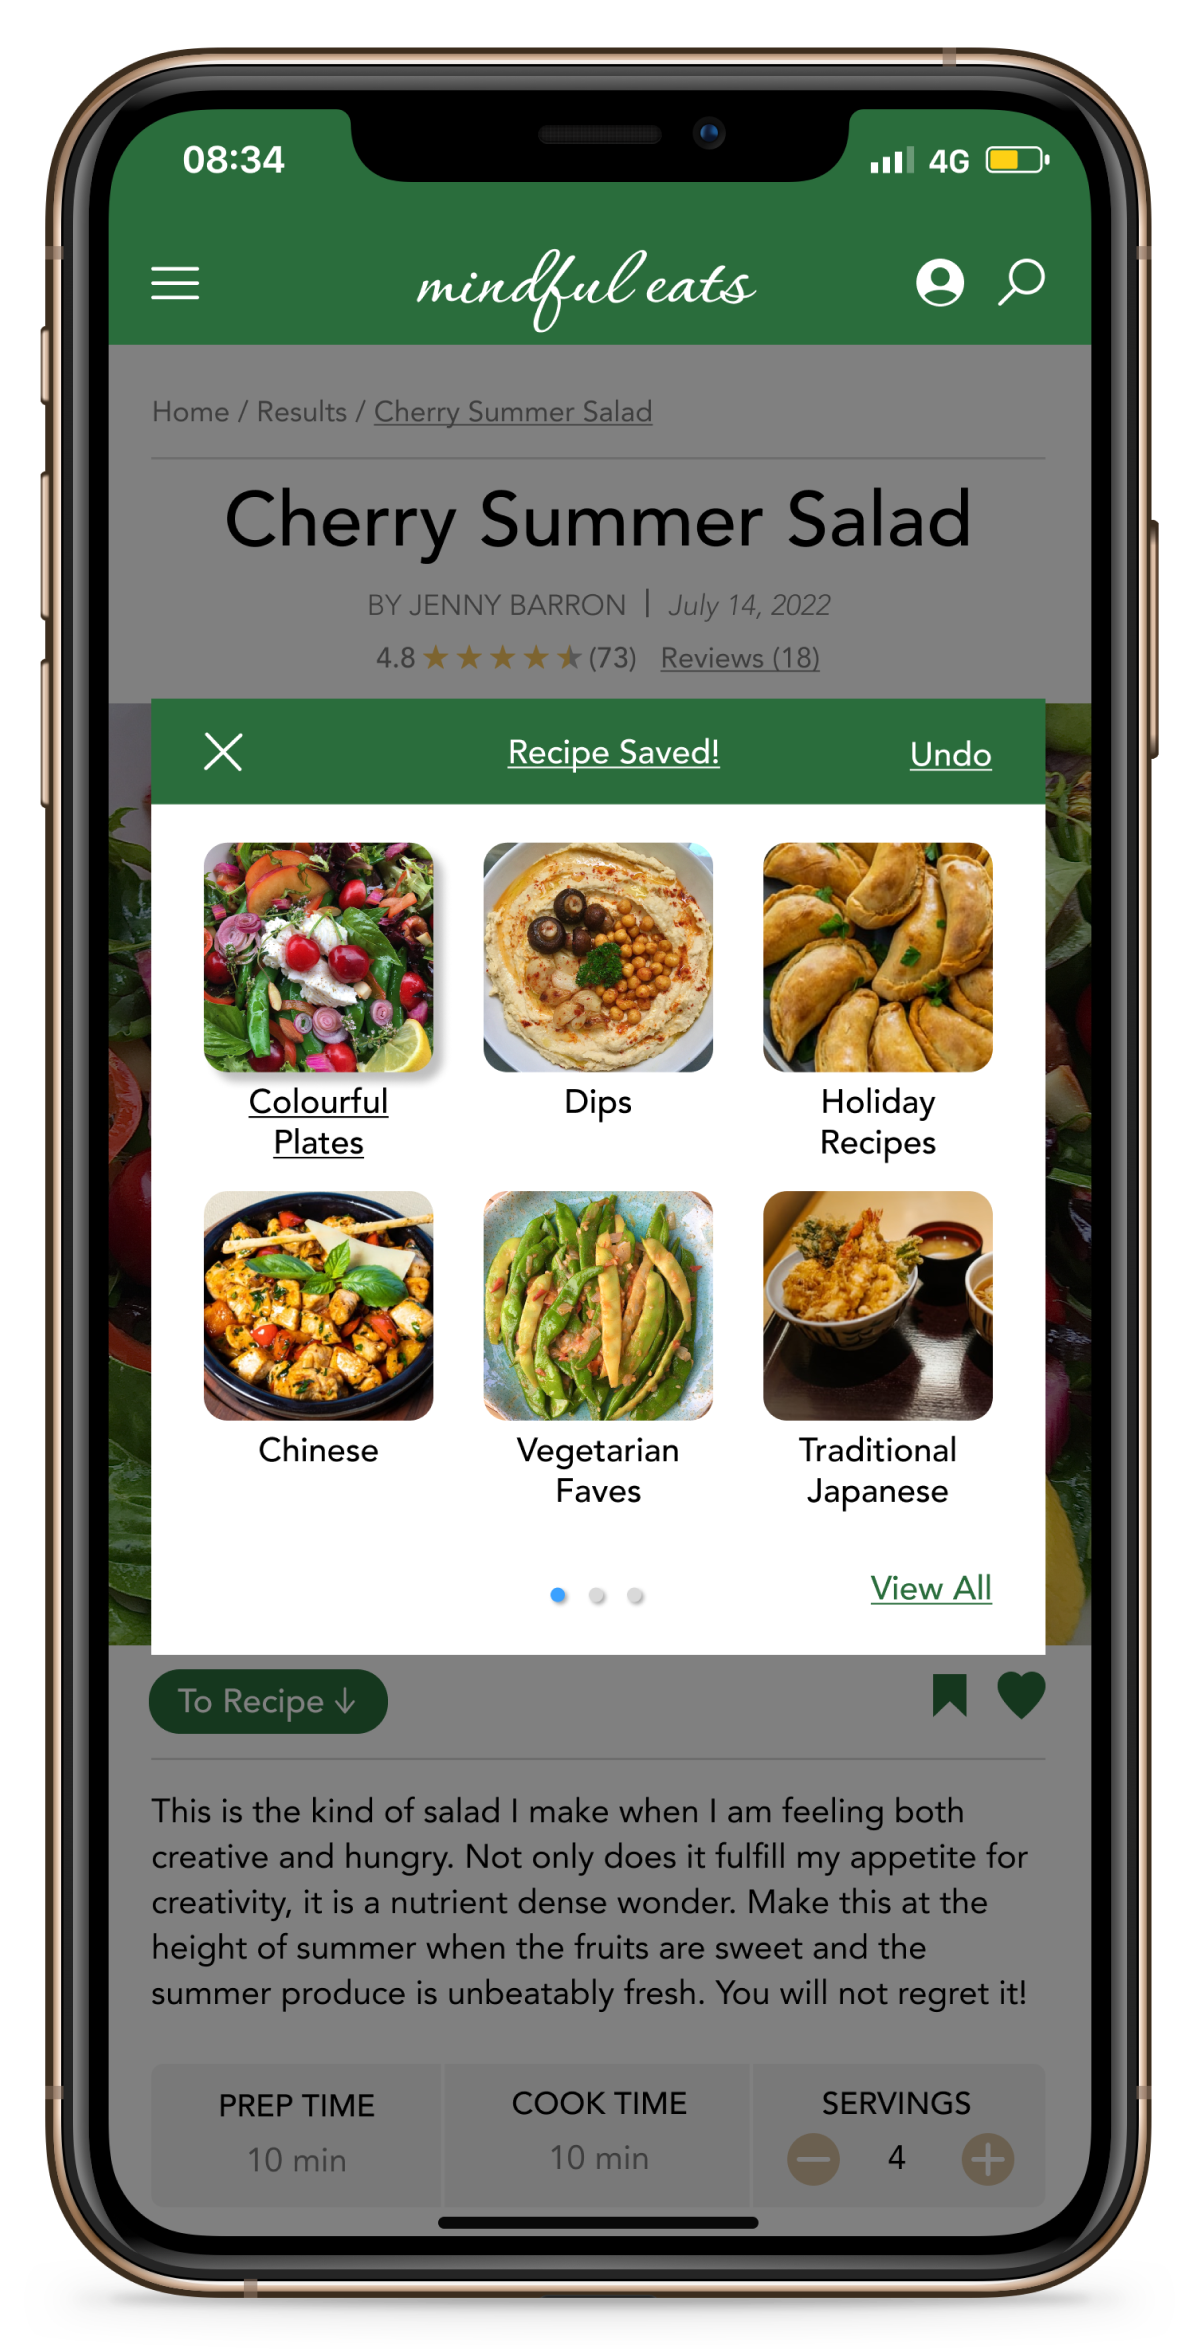 08:34
4G
mindful eats
Home / Results / Cherry Summer Salad
Cherry Summer Salad
BY JENNY BARRON | July 14, 2022
4.8 (73) Reviews (18)
Recipe Saved! Undo
Colourful
Plates
Dips
Holiday
Recipes
Chinese
Vegetarian
Faves
Traditional
Japanese
View All
To Recipe ↓
This is the kind of salad I make when I am feeling both
creative and hungry. Not only does it fulfill my appetite for
creativity, it is a nutrient dense wonder. Make this at the
height of summer when the fruits are sweet and the
summer produce is unbeatably fresh. You will not regret it!
PREP TIME
10 min
COOK TIME
10 min
SERVINGS
4